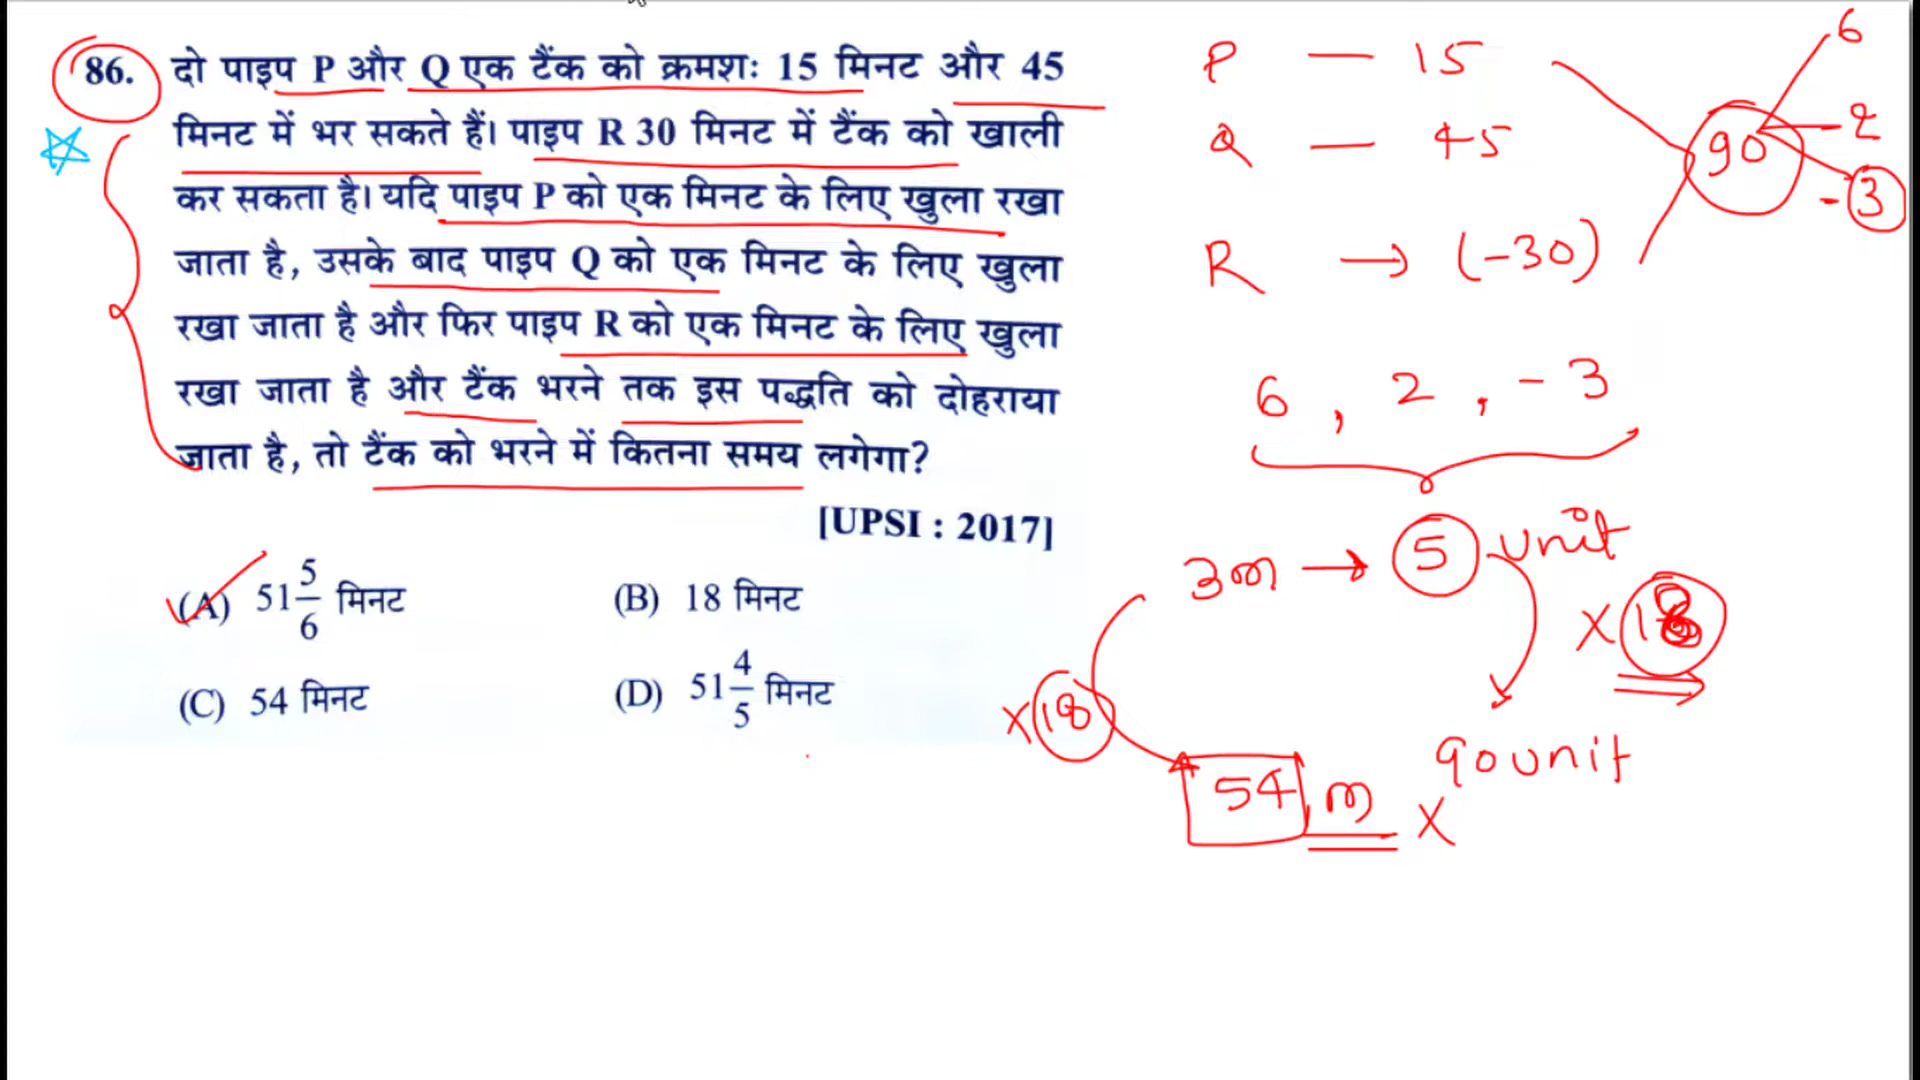 86. दो पाइप P और Q एक टैंक को क्रमशः 15 मिनट और 45
मिनट में भर सकते हैं। पाइप R 30 मिनट में टैंक को खाली
कर सकता है। यदि पाइप P को एक मिनट के लिए खुला रखा
जाता है, उसके बाद पाइप Q को एक मिनट के लिए खुला
रखा जाता है और फिर पाइप R को एक मिनट के लिए खुला
रखा जाता है और टैंक भरने तक इस पद्धति को दोहराया
जाता है, तो टैंक को भरने में कितना समय लगेगा?
[UPSI : 2017]
(A) 51 5/6 मिनट
(B) 18 मिनट
(C) 54 मिनट
(D) 51 4/5 मिनट
P — 15
Q — 45
R → (-30)
90
6
2
-3
6, 2, -3
3m → 5 unit
×18
×18
90 unit
54 m ×